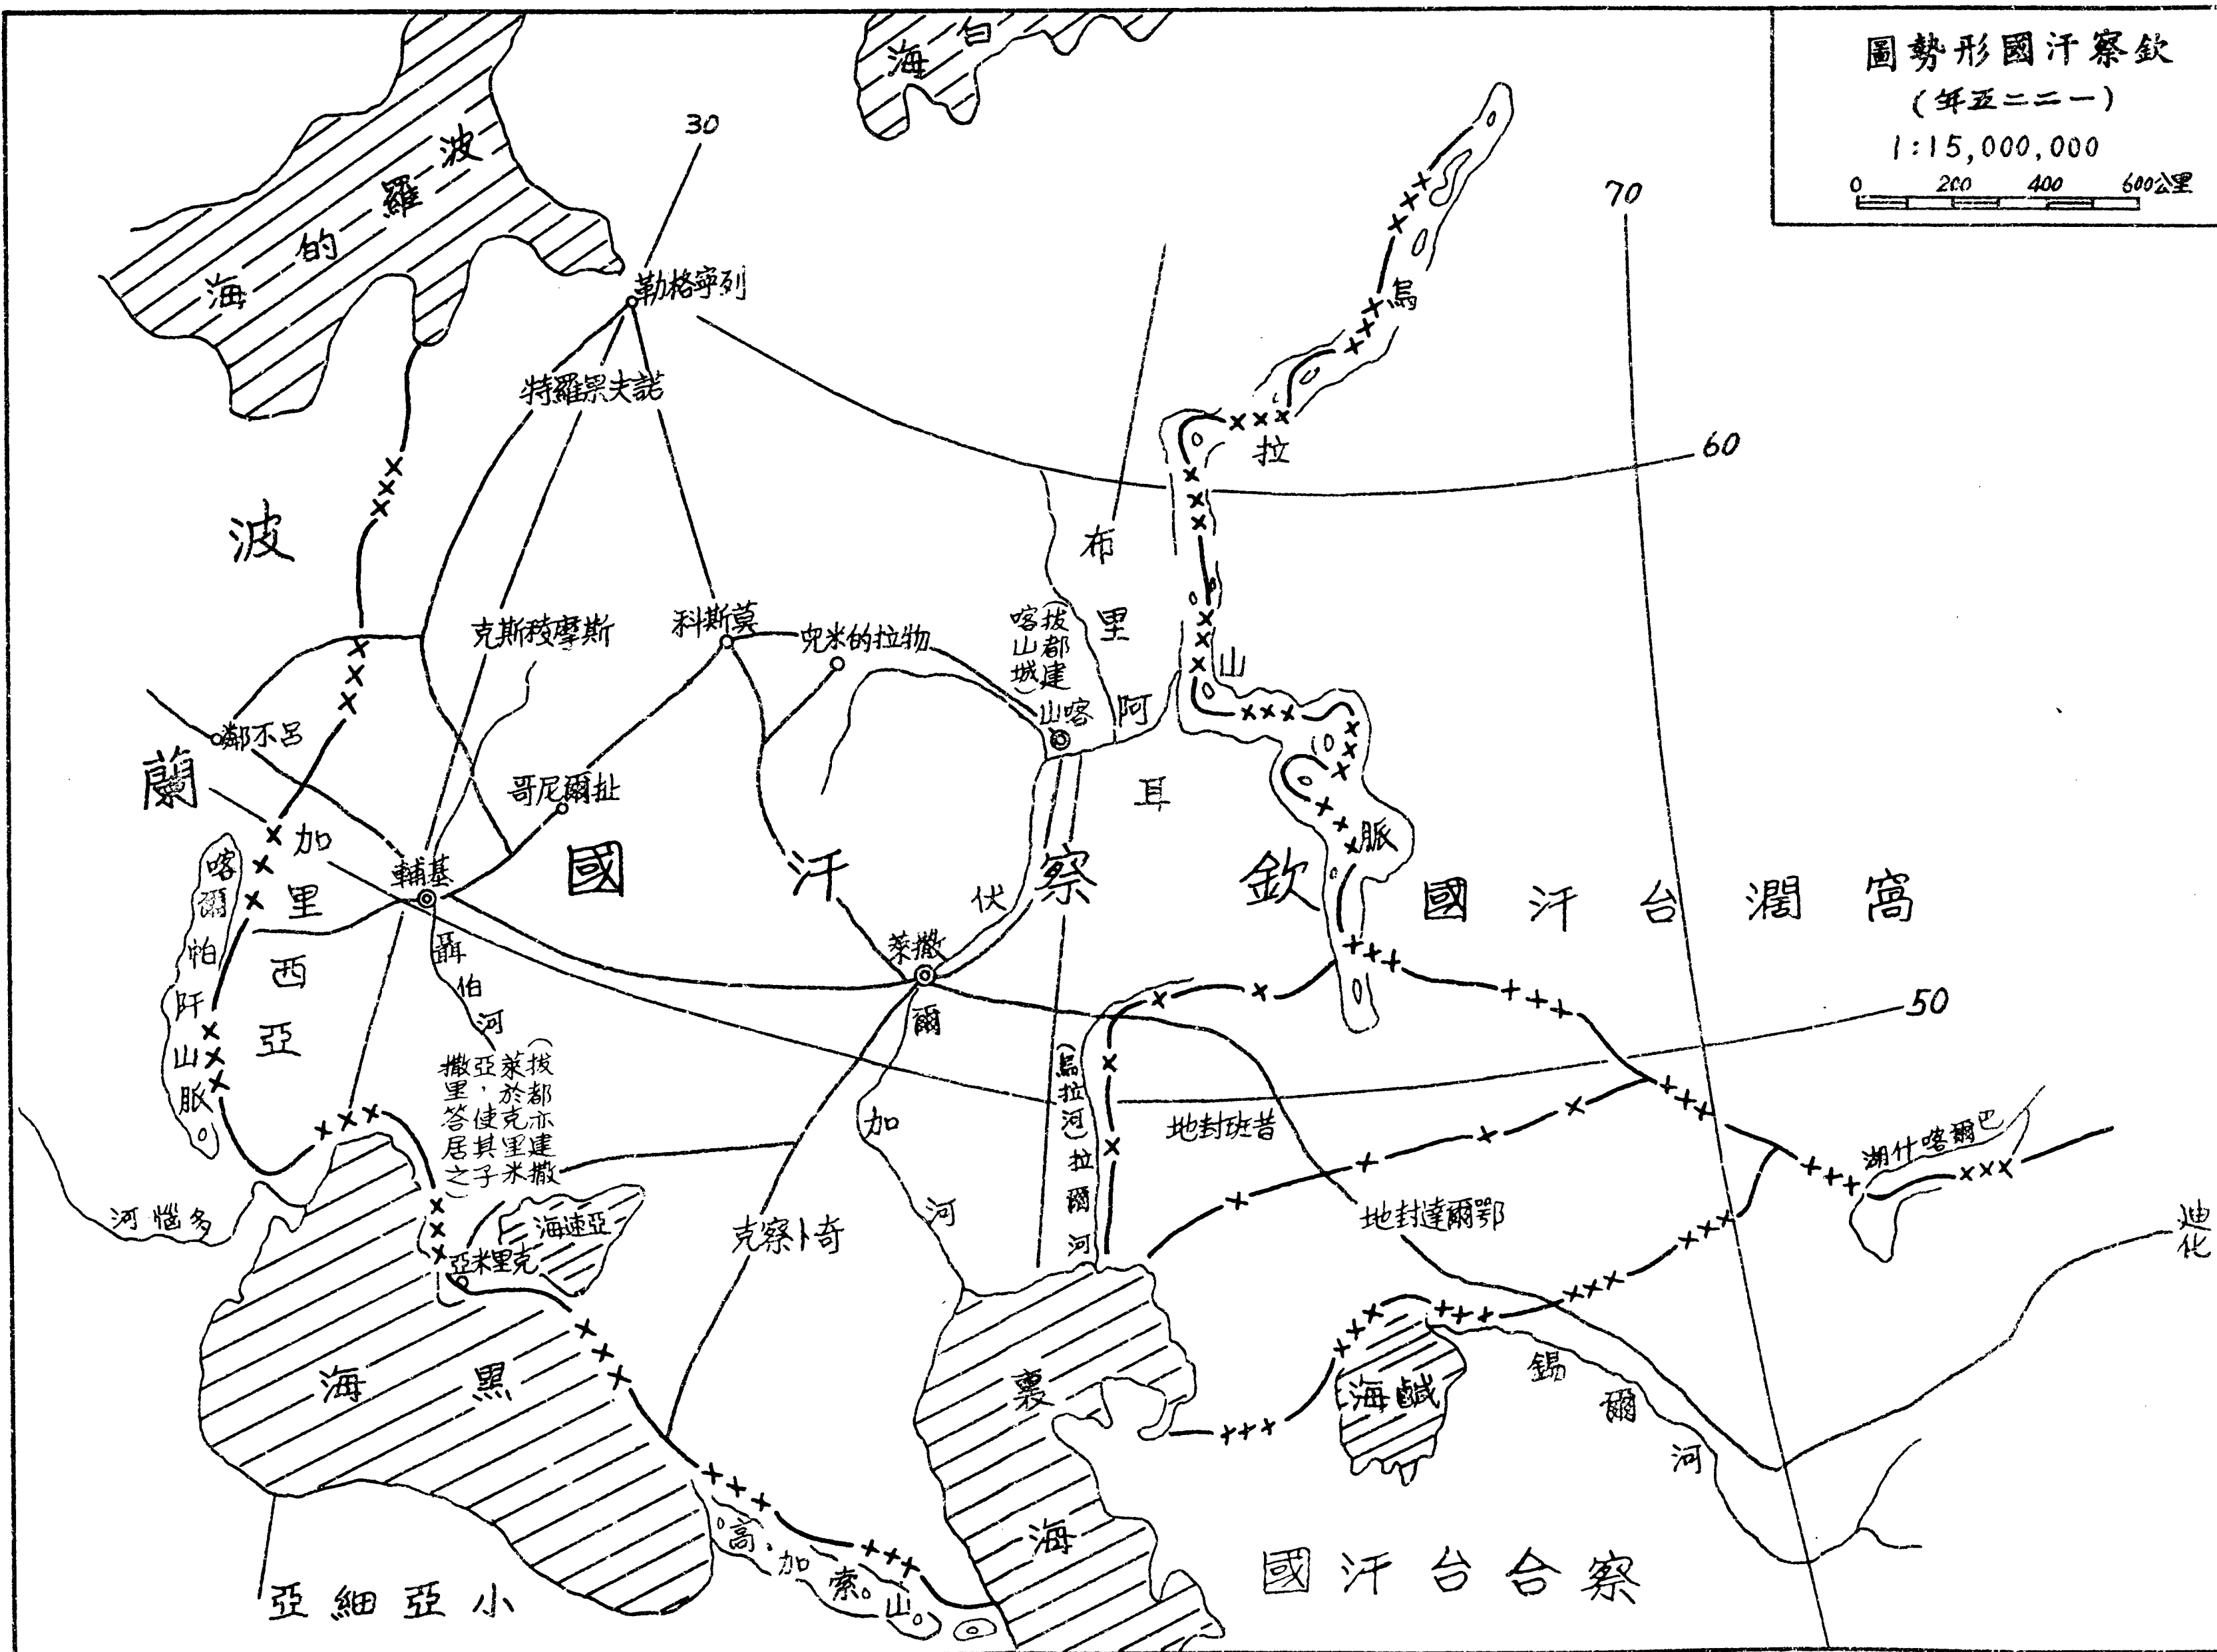 欽察汗國形勢圖
(一二二五年)
1:15,000,000
0 200 400 600公里
白海
波羅的海
30
70
60
50
列寧格勒
諾夫杲羅特
烏拉山脈
波蘭
斯摩稜斯克
莫斯科
物拉的米兒
(拔都建
喀山城)
喀山
布里阿耳
呂不鄰
扯爾尼哥
基輔
加里西亞
喀爾帕阡山脈
欽察汗國
窩濶台汗國
聶伯河
撒萊
伏爾加河
(拔都亦建撒
萊於克里米
亞，使其子
撒里答居之)
(烏拉河)拉爾河
昔班封地
鄂爾達封地
巴爾喀什湖
迪化
多惱河
亞速海
克里米亞
奇卜察克
黑海
裏海
鹹海
錫爾河
高加索山
小亞細亞
察合台汗國